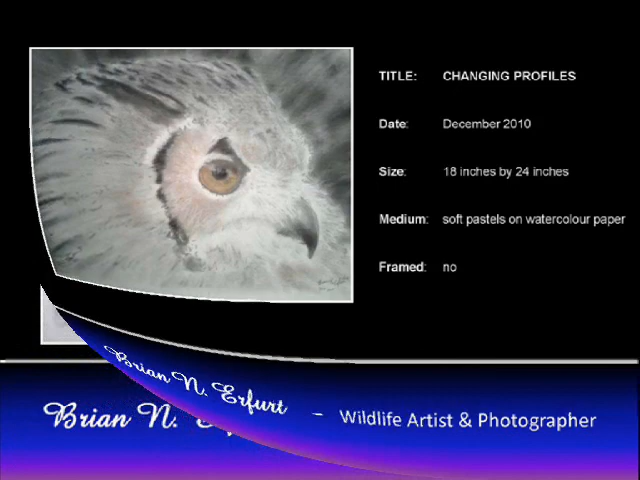 TITLE: CHANGING PROFILES
Date: December 2010
Size: 18 inches by 24 inches
Medium: soft pastels on watercolour paper
Framed: no
Brian N. Erfurt – Wildlife Artist & Photographer
Brian N.